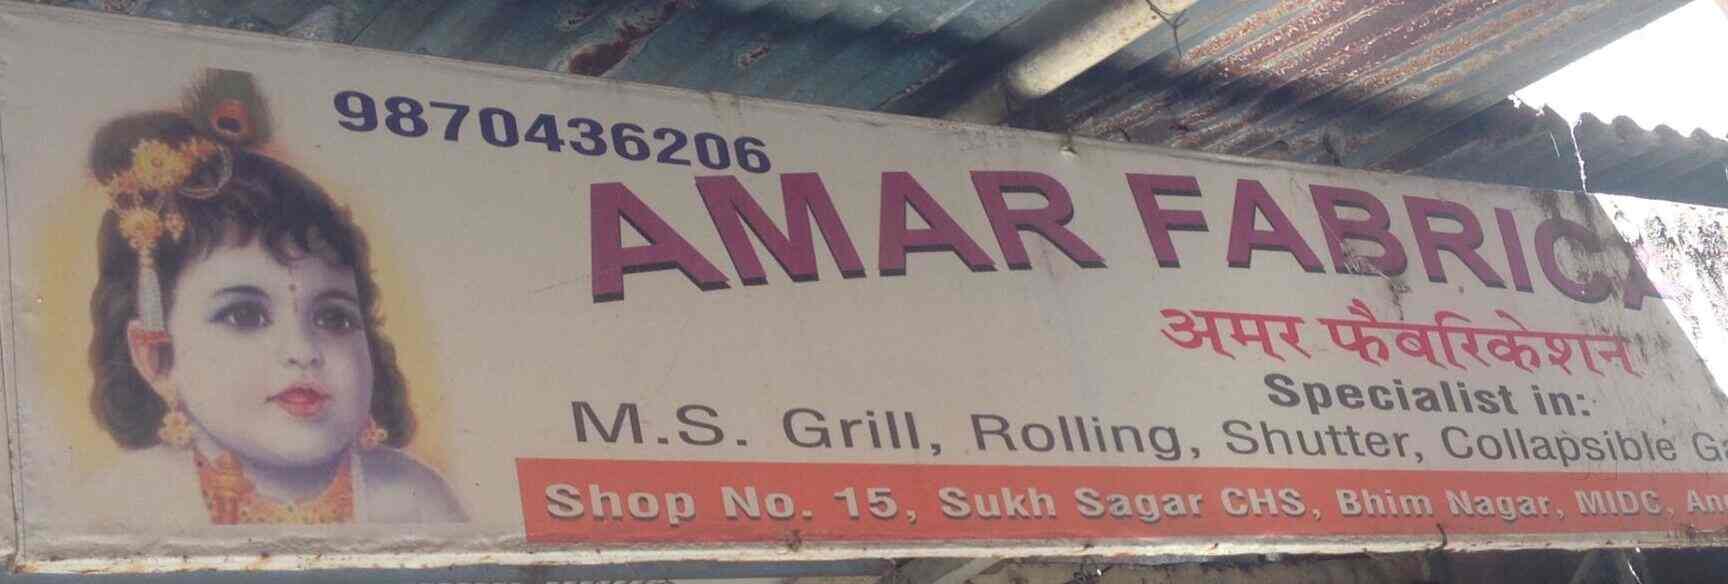 9870436206
AMAR FABRICA
अमर फैबरिकेशन
Specialist in:
M.S. Grill, Rolling, Shutter, Collapsible
Shop No. 15, Sukh Sagar CHS, Bhim Nagar, MIDC,